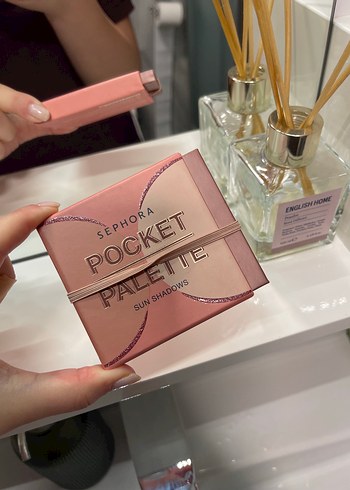 SEPHORA
POCKET
PALETTE
SUN SHADOWS
ENGLISH HOME